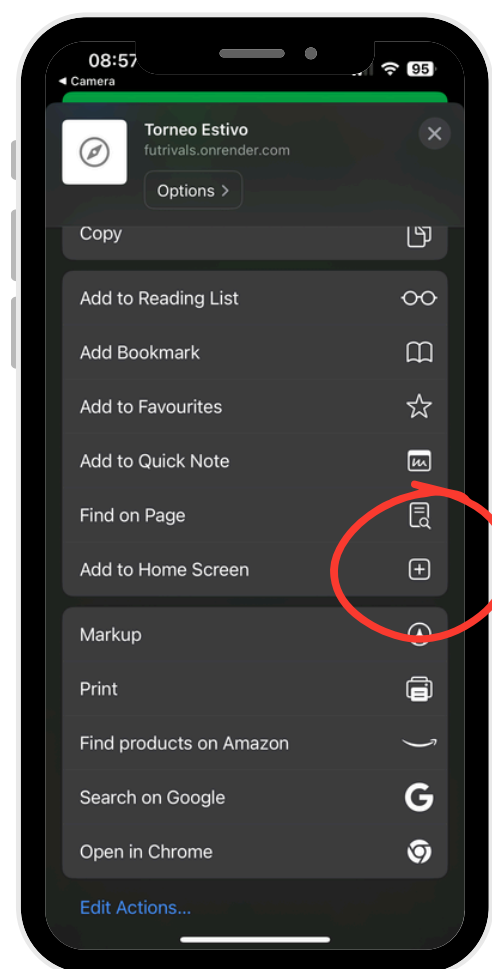 08:57
95
◀ Camera
Torneo Estivo
futrivals.onrender.com
Options >
Copy
Add to Reading List
Add Bookmark
Add to Favourites
Add to Quick Note
Find on Page
Add to Home Screen
Markup
Print
Find products on Amazon
Search on Google
Open in Chrome
Edit Actions...